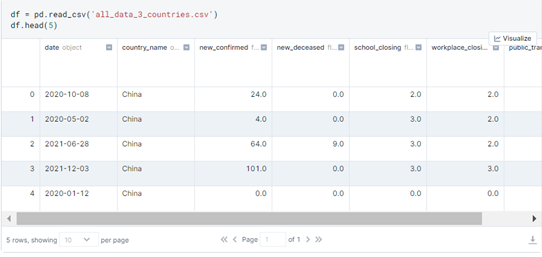 df = pd.read_csv('all_data_3_countries.csv')
df.head(5)
Visualize
date object country_name o... new_confirmed f... new_deceased f... school_closing fl... workplace_closi... public_tran
0 2020-10-08 China 24.0 0.0 2.0 2.0
1 2020-05-02 China 4.0 0.0 3.0 2.0
2 2021-06-28 China 64.0 9.0 3.0 2.0
3 2021-12-03 China 101.0 0.0 3.0 3.0
4 2020-01-12 China 0.0 0.0 0.0 0.0
5 rows, showing 10 per page Page 1 of 1